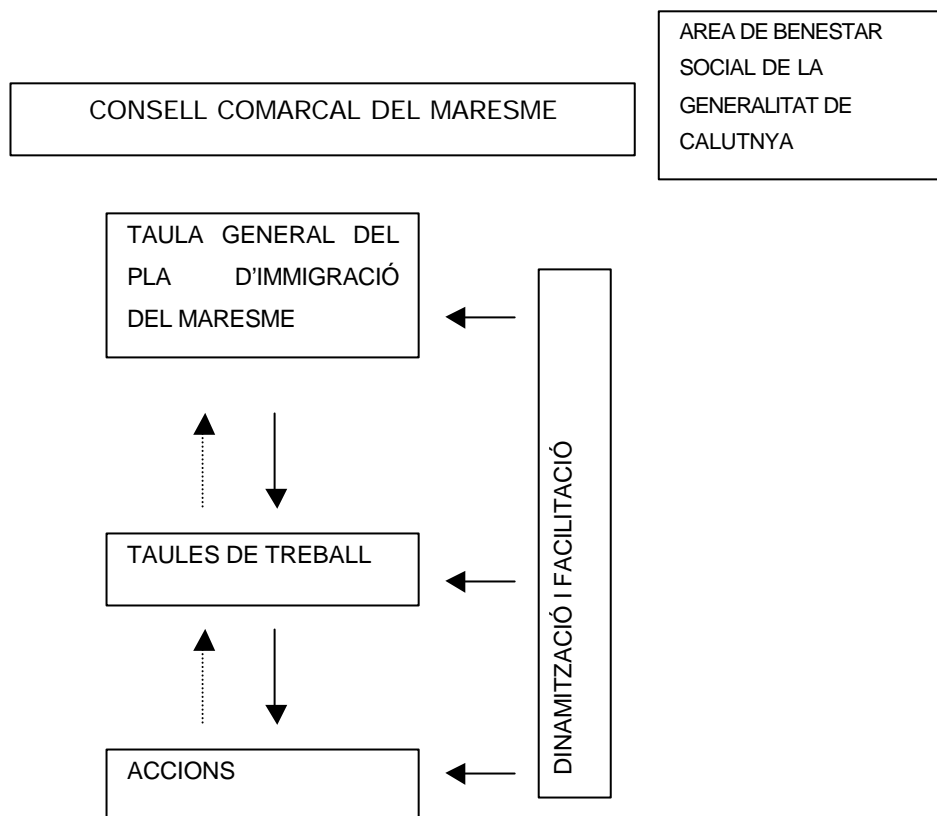 AREA DE BENESTAR
SOCIAL DE LA
GENERALITAT DE
CALUTNYA
CONSELL COMARCAL DEL MARESME
TAULA GENERAL DEL
PLA D'IMMIGRACIÓ
DEL MARESME
DINAMITZACIÓ I FACILITACIÓ
TAULES DE TREBALL
ACCIONS